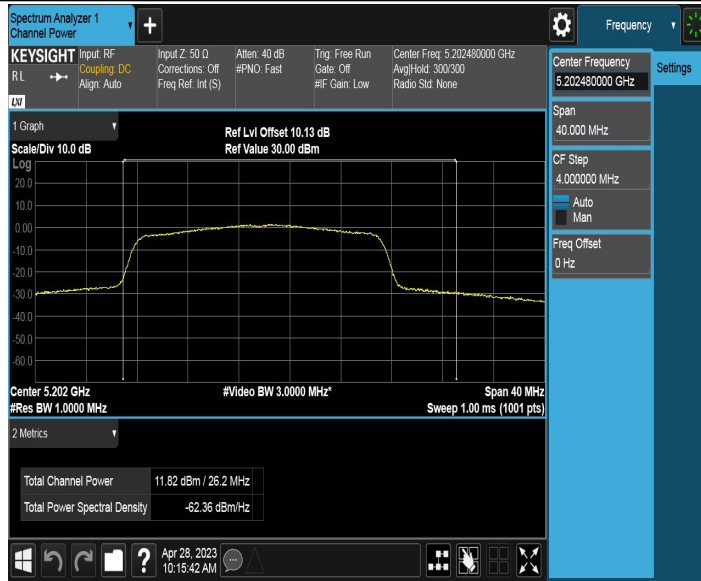 Spectrum Analyzer 1
Channel Power
+
Frequency
KEYSIGHT
RL
LXI
Input: RF
Coupling: DC
Align: Auto
Input Z: 50 Ω
Corrections: Off
Freq Ref: Int (S)
Atten: 40 dB
#PNO: Fast
Trig: Free Run
Gate: Off
#IF Gain: Low
Center Freq: 5.202480000 GHz
Avg|Hold: 300/300
Radio Std: None
Center Frequency
5.202480000 GHz
Settings
Span
40.000 MHz
CF Step
4.000000 MHz
Auto
Man
Freq Offset
0 Hz
1 Graph
Scale/Div 10.0 dB
Ref Lvl Offset 10.13 dB
Ref Value 30.00 dBm
Log
20.0
10.0
0.00
-10.0
-20.0
-30.0
-40.0
-50.0
-60.0
Center 5.202 GHz
#Video BW 3.0000 MHz*
Span 40 MHz
#Res BW 1.0000 MHz
Sweep 1.00 ms (1001 pts)
2 Metrics
Total Channel Power 11.82 dBm / 26.2 MHz
Total Power Spectral Density -62.36 dBm/Hz
?
Apr 28, 2023
10:15:42 AM